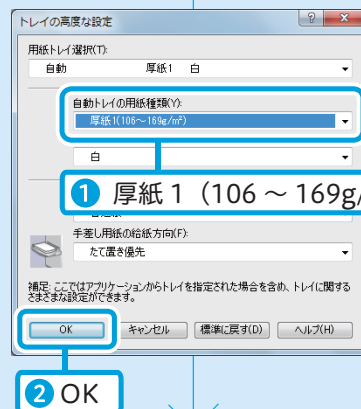 トレイの高度な設定
用紙トレイ選択(T):
自動 厚紙1 白
自動トレイの用紙種類(Y):
厚紙1(106～169g/m²)
白
1 厚紙 1（106 ～ 169g/
手差し用紙の給紙方向(F):
たて置き優先
補足: ここではアプリケーションからトレイを指定された場合を含め、トレイに関する
さまざまな設定ができます。
OK キャンセル 標準に戻す(D) ヘルプ(H)
2 OK